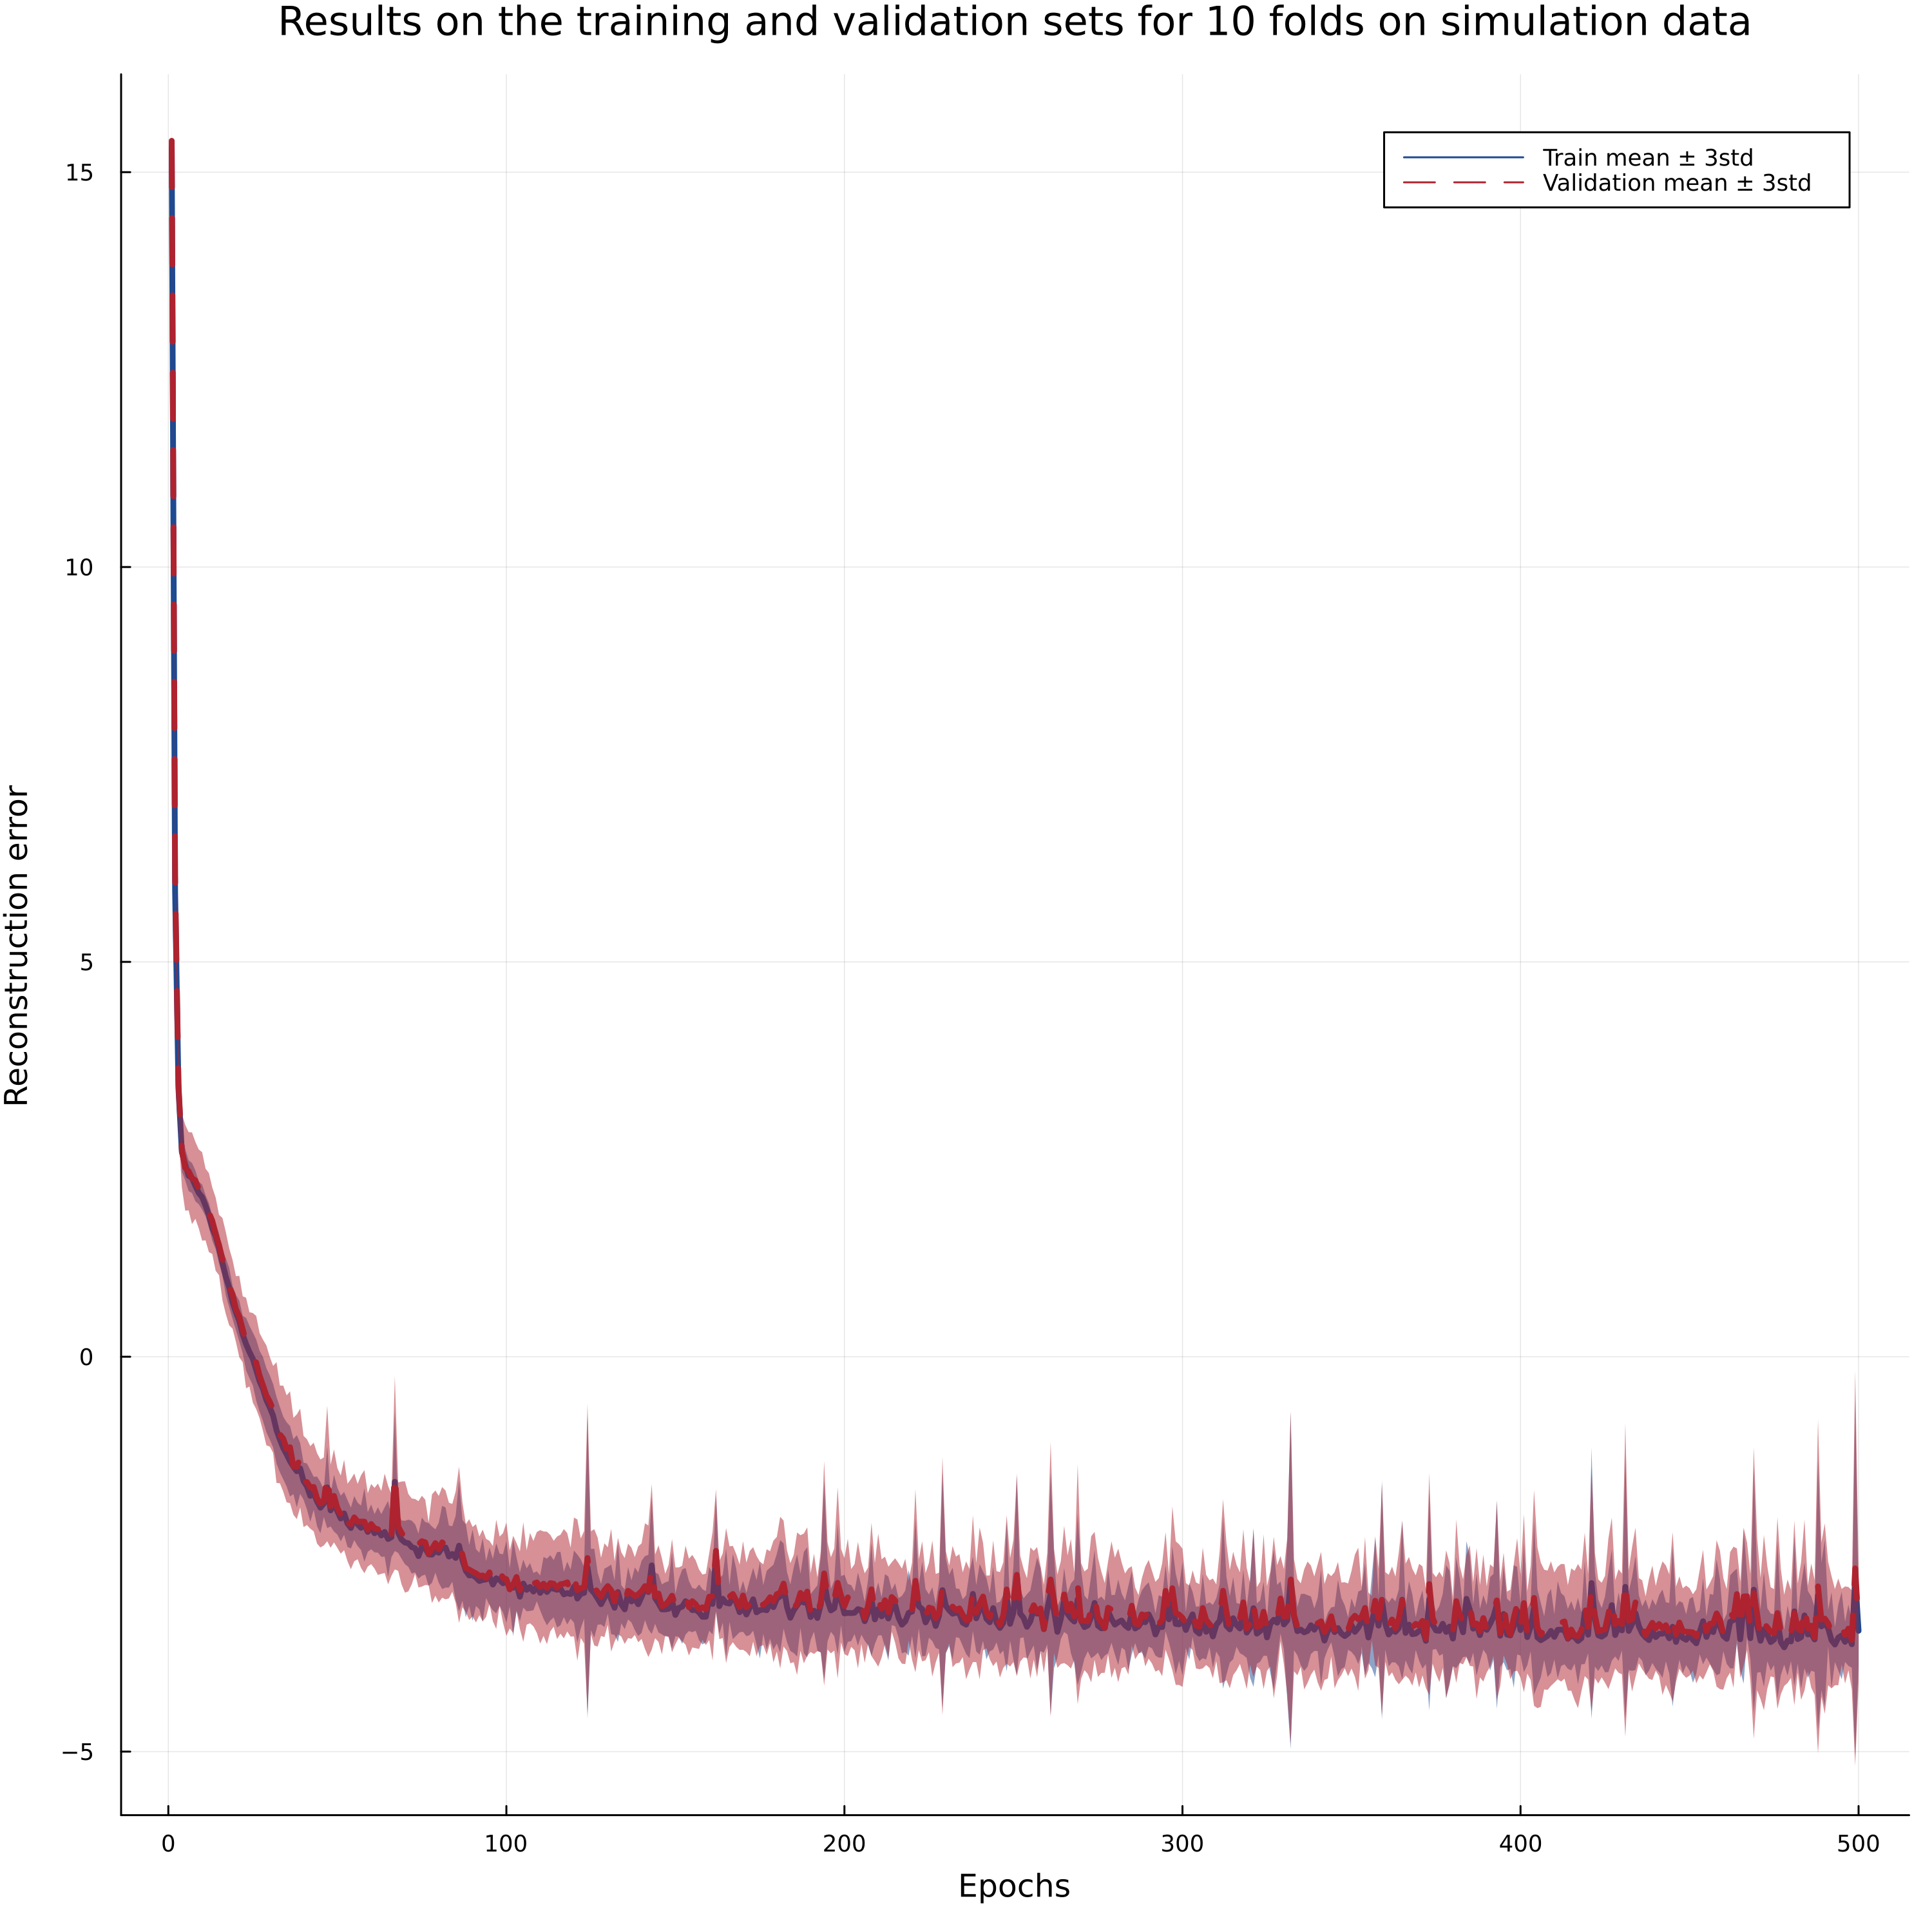 Results on the training and validation sets for 10 folds on simulation data
Train mean ± 3std
Validation mean ± 3std
15
10
5
0
−5
Reconstruction error
0 100 200 300 400 500
Epochs